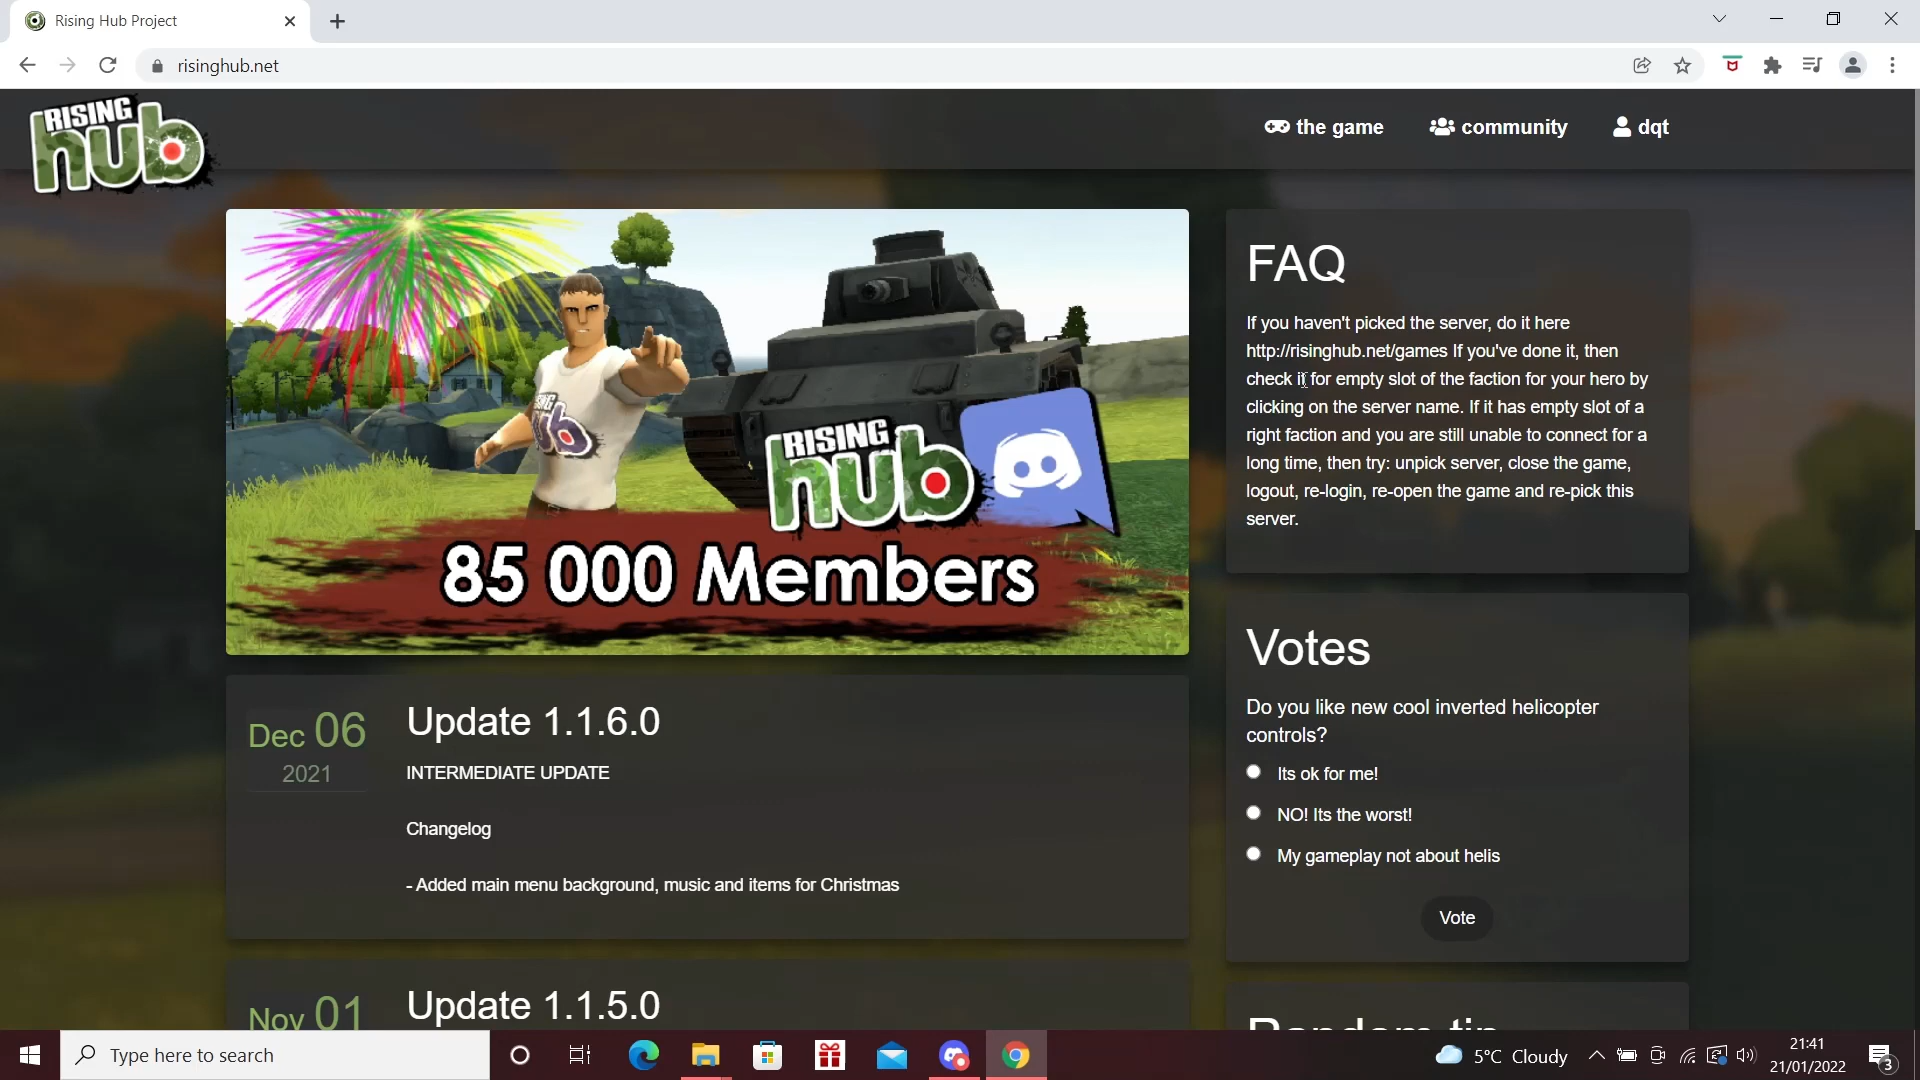 Rising Hub Project
risinghub.net
RISING
hub
the game
community
dqt
RISING
hub
85 000 Members
FAQ
If you haven't picked the server, do it here
http://risinghub.net/games If you've done it, then
check it for empty slot of the faction for your hero by
clicking on the server name. If it has empty slot of a
right faction and you are still unable to connect for a
long time, then try: unpick server, close the game,
logout, re-login, re-open the game and re-pick this
server.
Votes
Do you like new cool inverted helicopter
controls?
Its ok for me!
NO! Its the worst!
My gameplay not about helis
Vote
Dec 06
2021
Update 1.1.6.0
INTERMEDIATE UPDATE
Changelog
- Added main menu background, music and items for Christmas
Nov 01
Update 1.1.5.0
Random tip
Type here to search
5°C Cloudy
21:41
21/01/2022
3